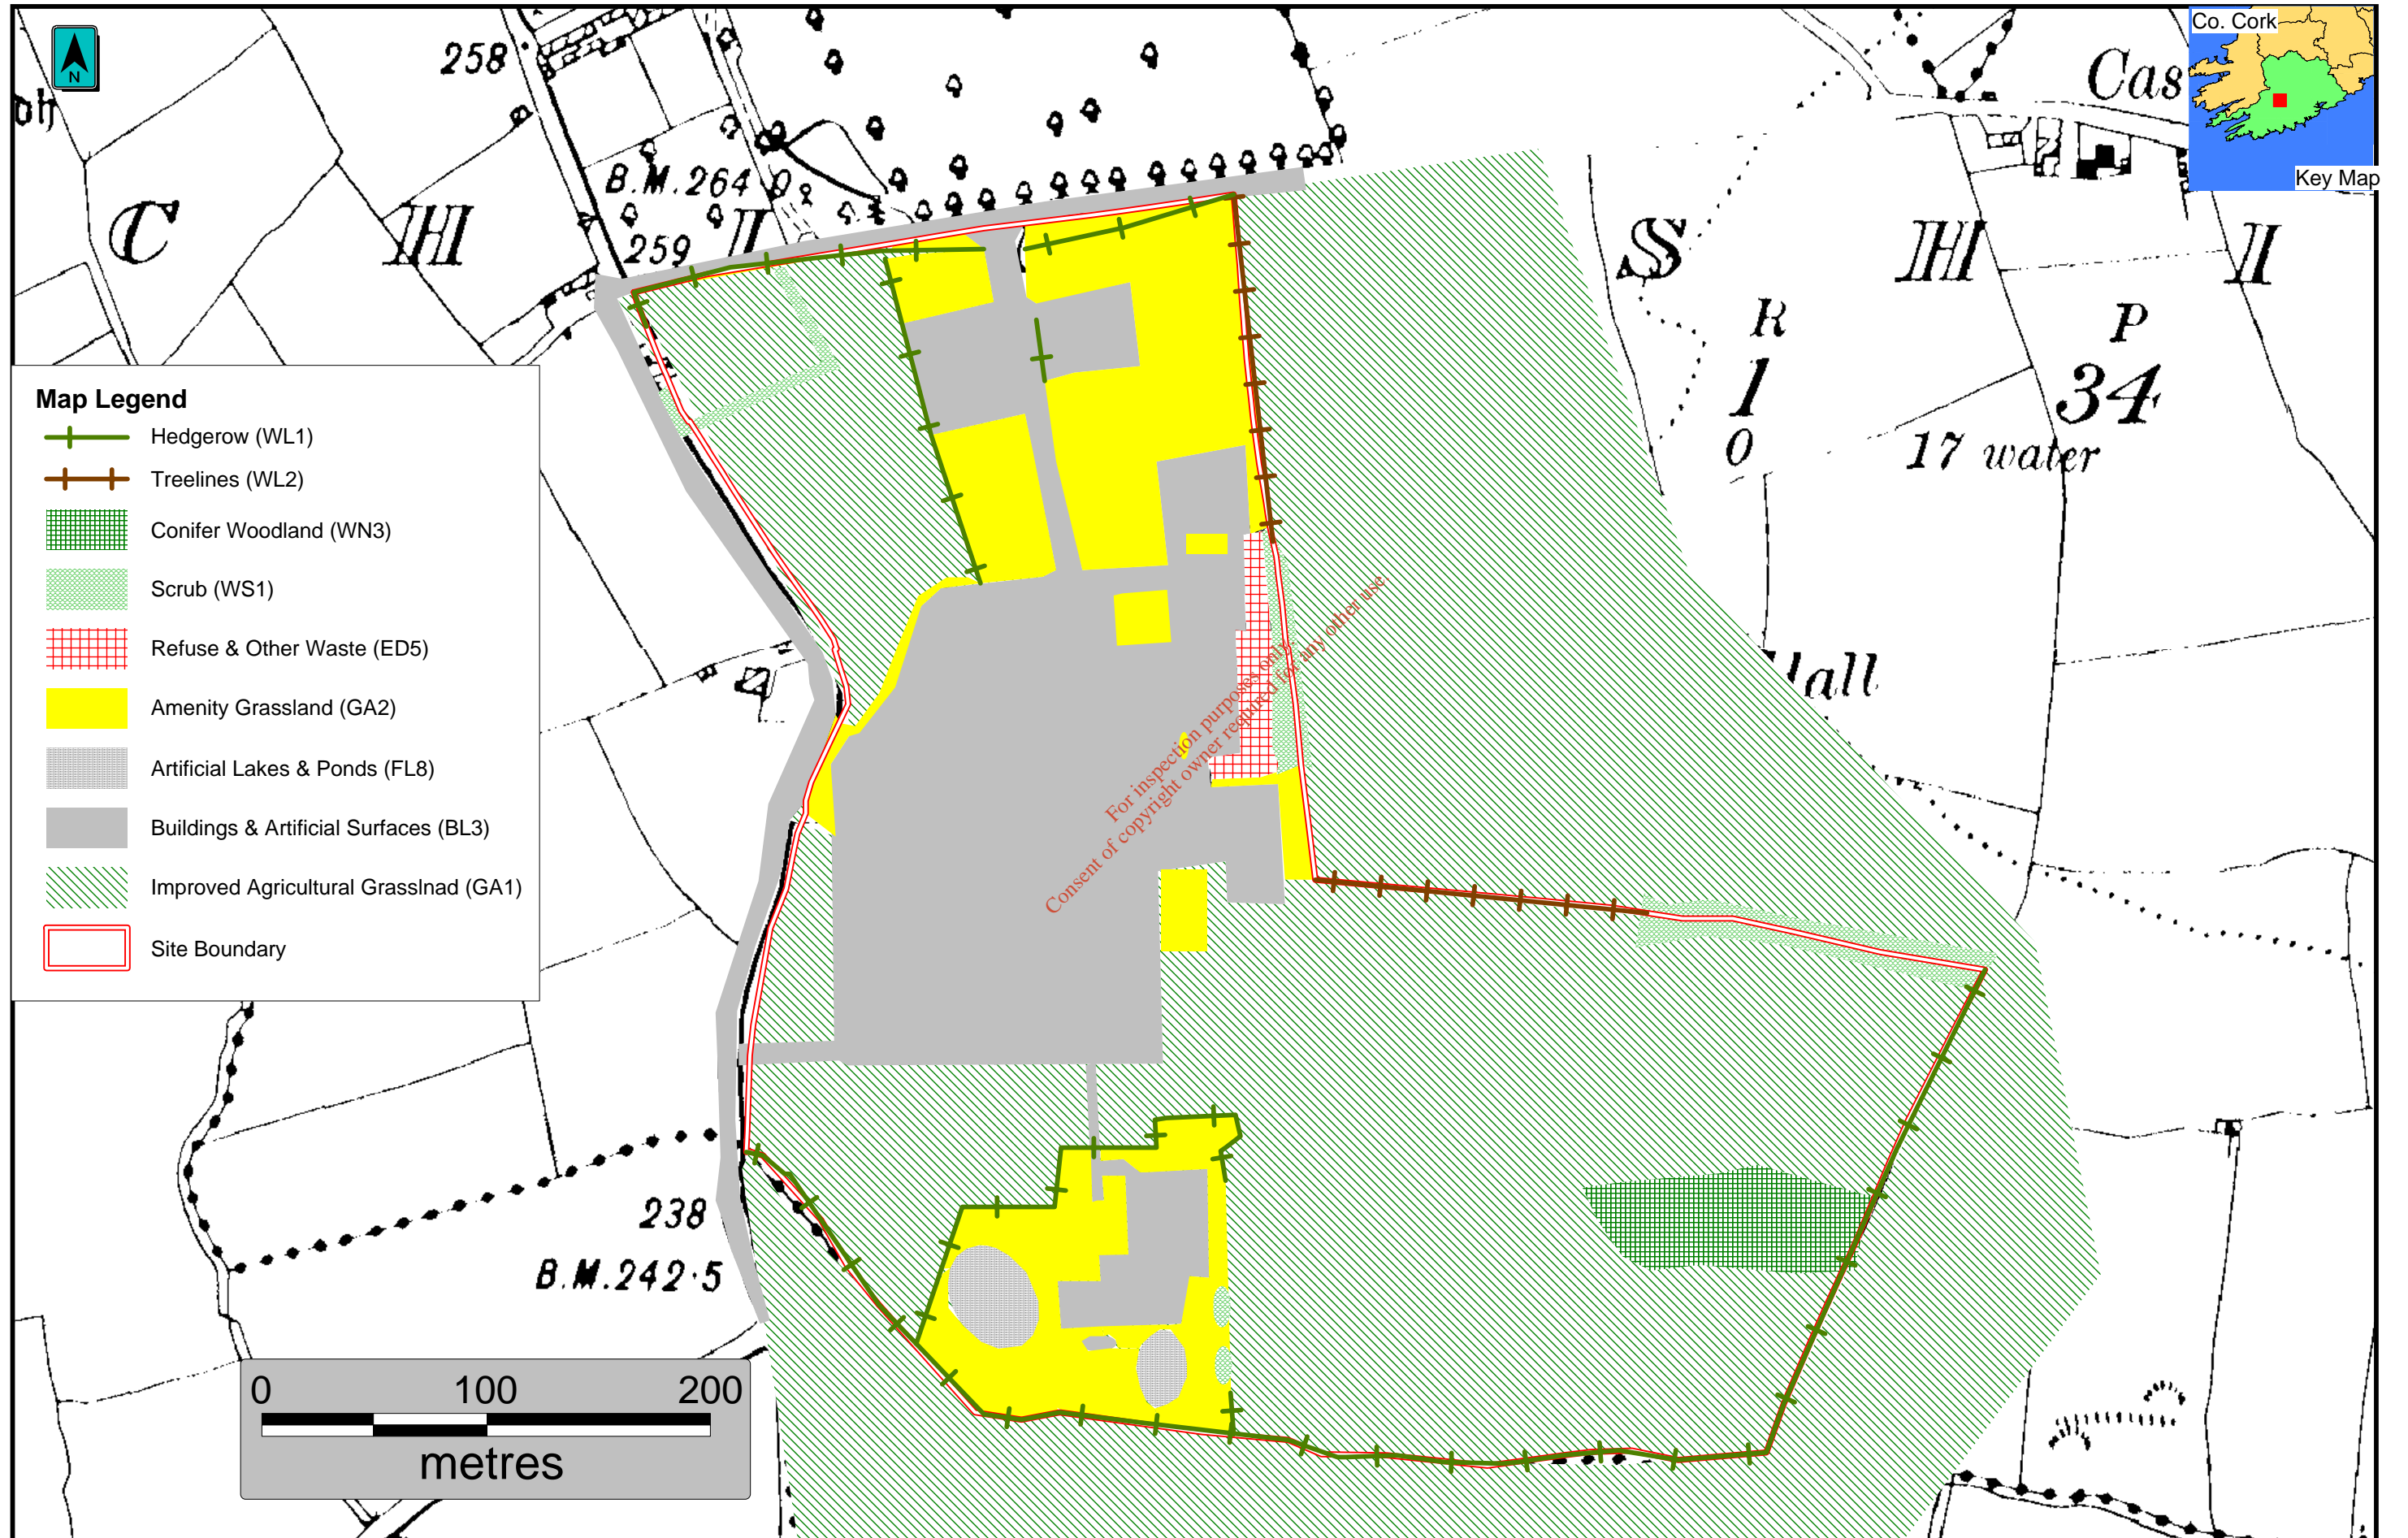 N
258
Co. Cork
Cas
Key Map
B.M. 264
259
C H I S H I
R
1
0
P
34
17 water
Map Legend
Hedgerow (WL1)
Treelines (WL2)
Conifer Woodland (WN3)
Scrub (WS1)
Refuse & Other Waste (ED5)
Amenity Grassland (GA2)
Artificial Lakes & Ponds (FL8)
Buildings & Artificial Surfaces (BL3)
Improved Agricultural Grasslnad (GA1)
Site Boundary
For inspection purposes only.
Consent of copyright owner required for any other use.
Hall
238
B.M. 242·5
0 100 200
metres